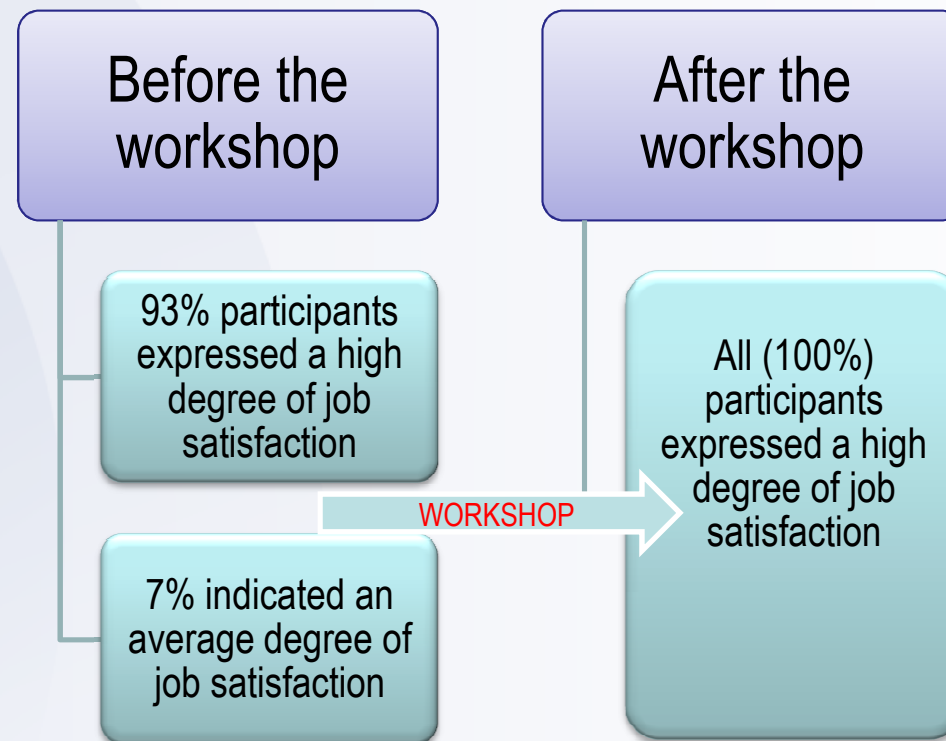 Before the
workshop
93% participants
expressed a high
degree of job
satisfaction
7% indicated an
average degree of
job satisfaction
WORKSHOP
After the
workshop
All (100%)
participants
expressed a high
degree of job
satisfaction